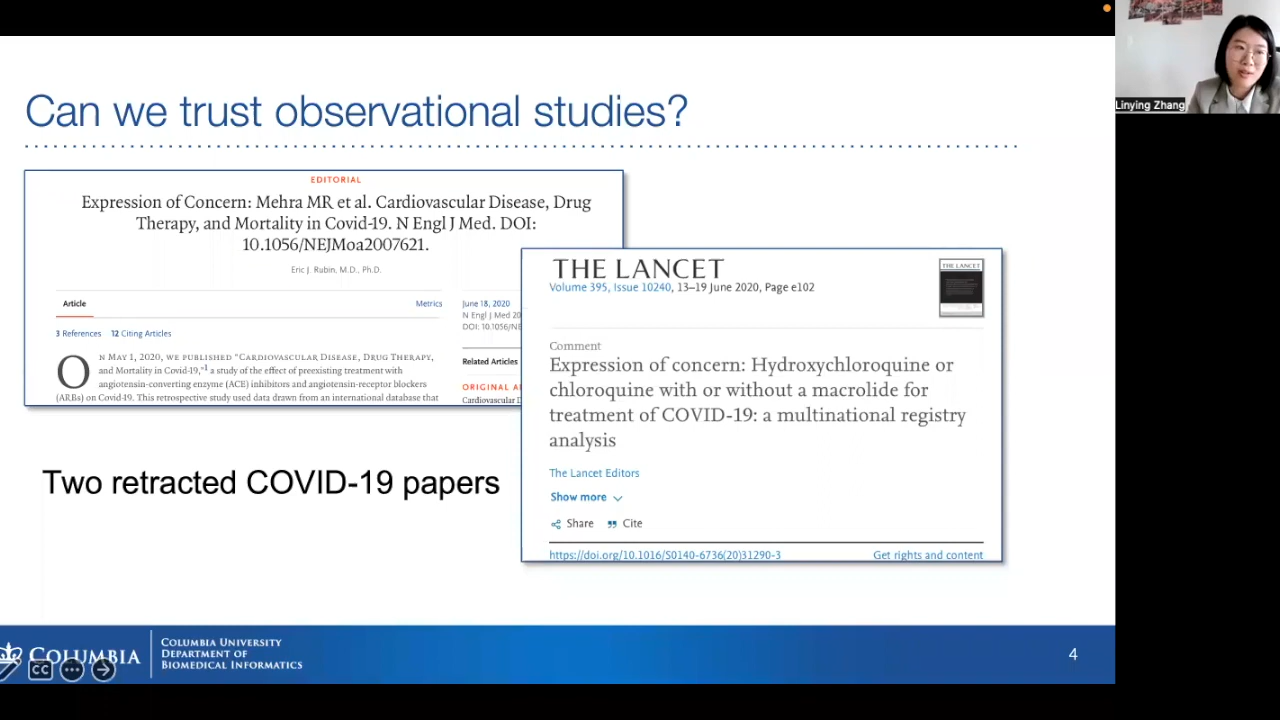 Can we trust observational studies?
EDITORIAL
Expression of Concern: Mehra MR et al. Cardiovascular Disease, Drug
Therapy, and Mortality in Covid-19. N Engl J Med. DOI:
10.1056/NEJMoa2007621.
Eric J. Rubin, M.D., Ph.D.
Article
Metrics
3 References 12 Citing Articles
ON MAY 1, 2020, WE PUBLISHED “CARDIOVASCULAR DISEASE, DRUG THERAPY,
and Mortality in Covid-19,”1 a study of the effect of preexisting treatment with
angiotensin-converting enzyme (ACE) inhibitors and angiotensin-receptor blockers
(ARBs) on Covid-19. This retrospective study used data drawn from an international database that
June 18, 2020
N Engl J Med 20
DOI: 10.1056/NE
Related Articles
ORIGINAL A
Cardiovascular D
THE LANCET
Volume 395, Issue 10240, 13–19 June 2020, Page e102
THE LANCET
Comment
Expression of concern: Hydroxychloroquine or
chloroquine with or without a macrolide for
treatment of COVID-19: a multinational registry
analysis
The Lancet Editors
Show more
Share Cite
https://doi.org/10.1016/S0140-6736(20)31290-3
Get rights and content
Two retracted COVID-19 papers
COLUMBIA
COLUMBIA UNIVERSITY
DEPARTMENT OF
BIOMEDICAL INFORMATICS
CC
4
Linying Zhang